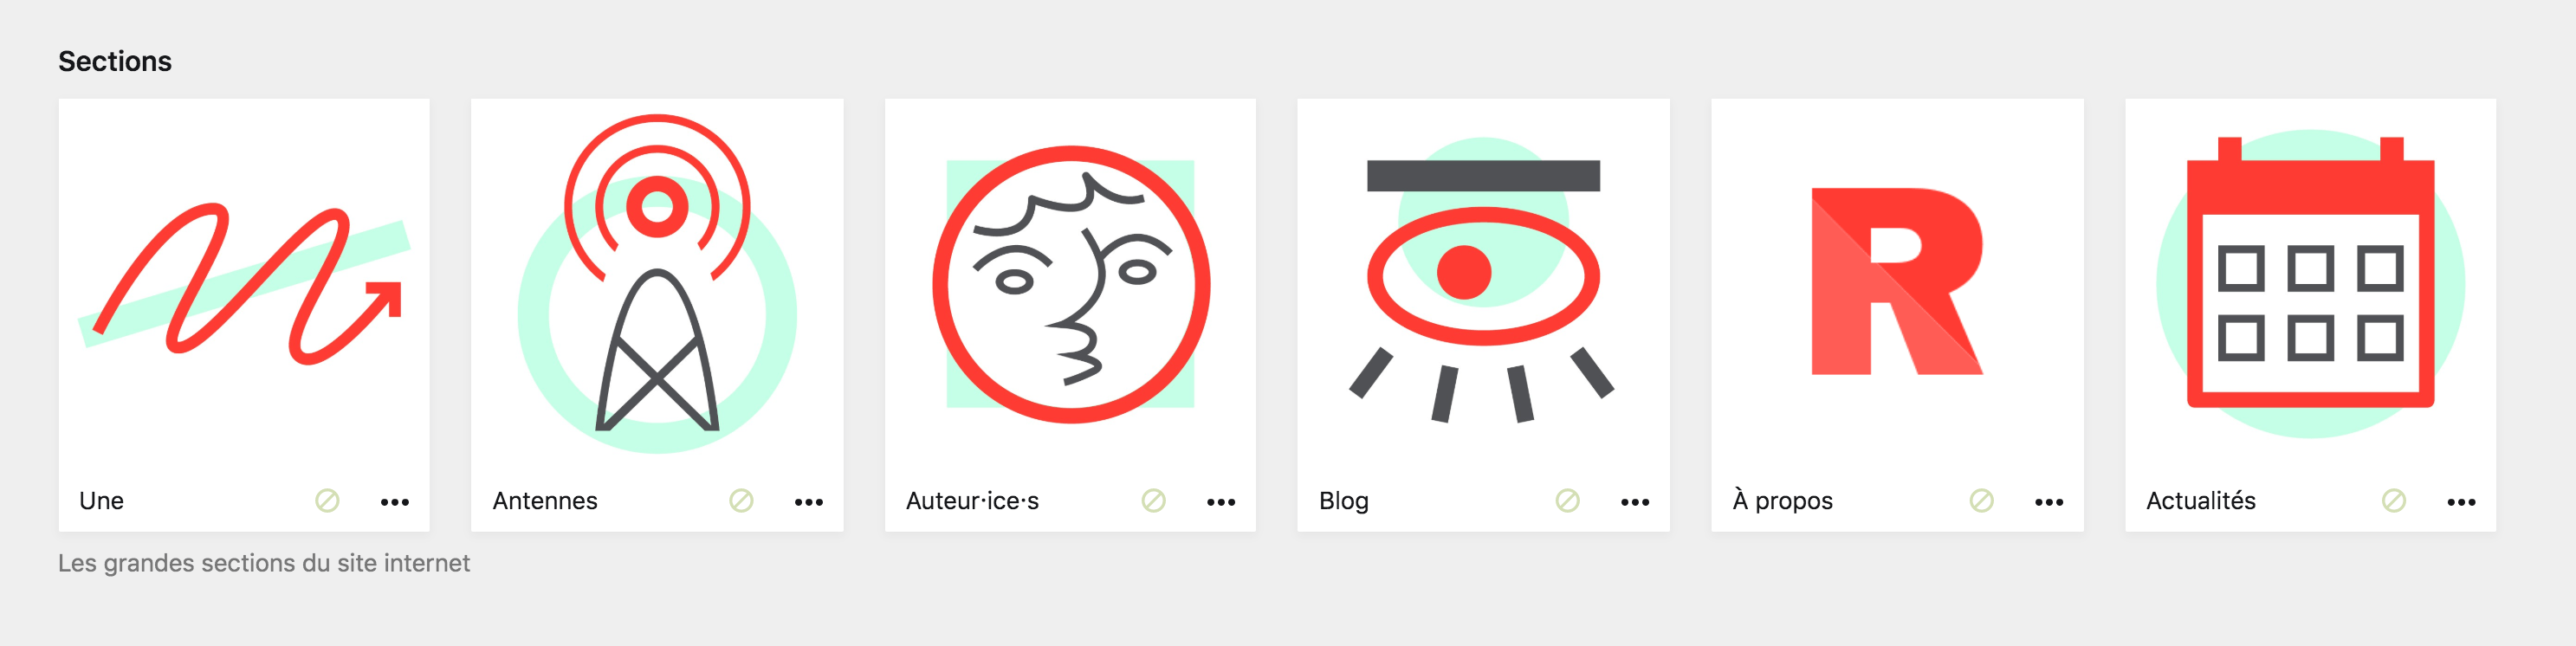 Sections
Une
Antennes
Auteur·ice·s
Blog
R
À propos
Actualités
Les grandes sections du site internet